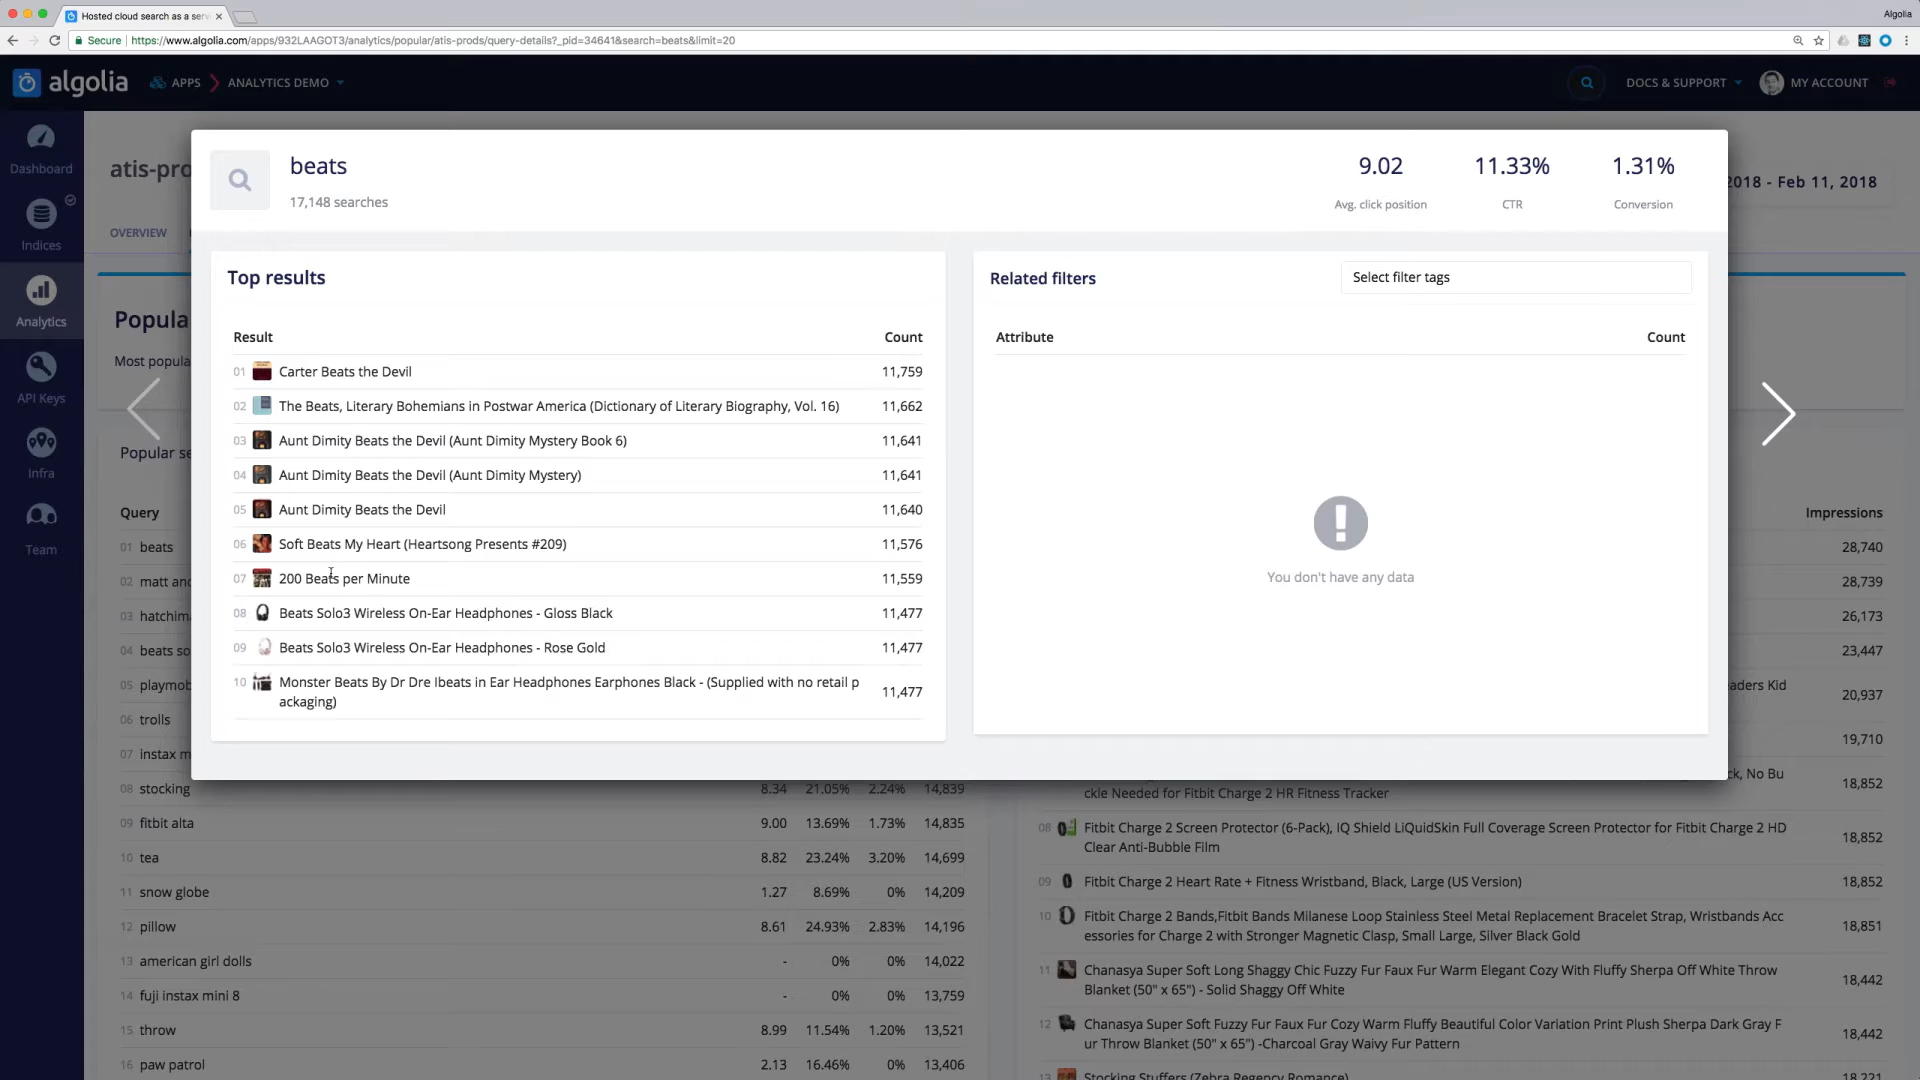 Hosted cloud search as a serv
Algolia
Secure https://www.algolia.com/apps/932LAAGOT3/analytics/popular/atis-prods/query-details?_pid=34641&search=beats&limit=20
algolia
APPS
ANALYTICS DEMO
DOCS & SUPPORT
MY ACCOUNT
Dashboard
Indices
Analytics
API Keys
Infra
Team
atis-pro
2018 - Feb 11, 2018
OVERVIEW
Popula
Most popula
Popular se
beats
17,148 searches
9.02
Avg. click position
11.33%
CTR
1.31%
Conversion
Top results
Result Count
01 Carter Beats the Devil 11,759
02 The Beats, Literary Bohemians in Postwar America (Dictionary of Literary Biography, Vol. 16) 11,662
03 Aunt Dimity Beats the Devil (Aunt Dimity Mystery Book 6) 11,641
04 Aunt Dimity Beats the Devil (Aunt Dimity Mystery) 11,641
05 Aunt Dimity Beats the Devil 11,640
06 Soft Beats My Heart (Heartsong Presents #209) 11,576
07 200 Beats per Minute 11,559
08 Beats Solo3 Wireless On-Ear Headphones - Gloss Black 11,477
09 Beats Solo3 Wireless On-Ear Headphones - Rose Gold 11,477
10 Monster Beats By Dr Dre Ibeats in Ear Headphones Earphones Black - (Supplied with no retail p
ackaging) 11,477
Related filters
Select filter tags
Attribute Count
You don't have any data
Query
01 beats
02 matt and
03 hatchim
04 beats so
05 playmob
06 trolls
07 instax m
08 stocking 8.34 21.05% 2.24% 14,839
09 fitbit alta 9.00 13.69% 1.73% 14,835
10 tea 8.82 23.24% 3.20% 14,699
11 snow globe 1.27 8.69% 0% 14,209
12 pillow 8.61 24.93% 2.83% 14,196
13 american girl dolls - 0% 0% 14,022
14 fuji instax mini 8 - 0% 0% 13,759
15 throw 8.99 11.54% 1.20% 13,521
16 paw patrol 2.13 16.46% 0% 13,406
Impressions
28,740
28,739
26,173
23,447
eaders Kid 20,937
19,710
ck, No Bu
ckle Needed for Fitbit Charge 2 HR Fitness Tracker 18,852
08 Fitbit Charge 2 Screen Protector (6-Pack), IQ Shield LiQuidSkin Full Coverage Screen Protector for Fitbit Charge 2 HD
Clear Anti-Bubble Film 18,852
09 Fitbit Charge 2 Heart Rate + Fitness Wristband, Black, Large (US Version) 18,852
10 Fitbit Charge 2 Bands,Fitbit Bands Milanese Loop Stainless Steel Metal Replacement Bracelet Strap, Wristbands Acc
essories for Charge 2 with Stronger Magnetic Clasp, Small Large, Silver Black Gold 18,851
11 Chanasya Super Soft Long Shaggy Chic Fuzzy Fur Faux Fur Warm Elegant Cozy With Fluffy Sherpa Off White Throw
Blanket (50" x 65") - Solid Shaggy Off White 18,442
12 Chanasya Super Soft Fuzzy Fur Faux Fur Cozy Warm Fluffy Beautiful Color Variation Print Plush Sherpa Dark Gray F
ur Throw Blanket (50" x 65") -Charcoal Gray Waivy Fur Pattern 18,442
13 Stocking Stuffers (Zebra Regency Romance) 18,221